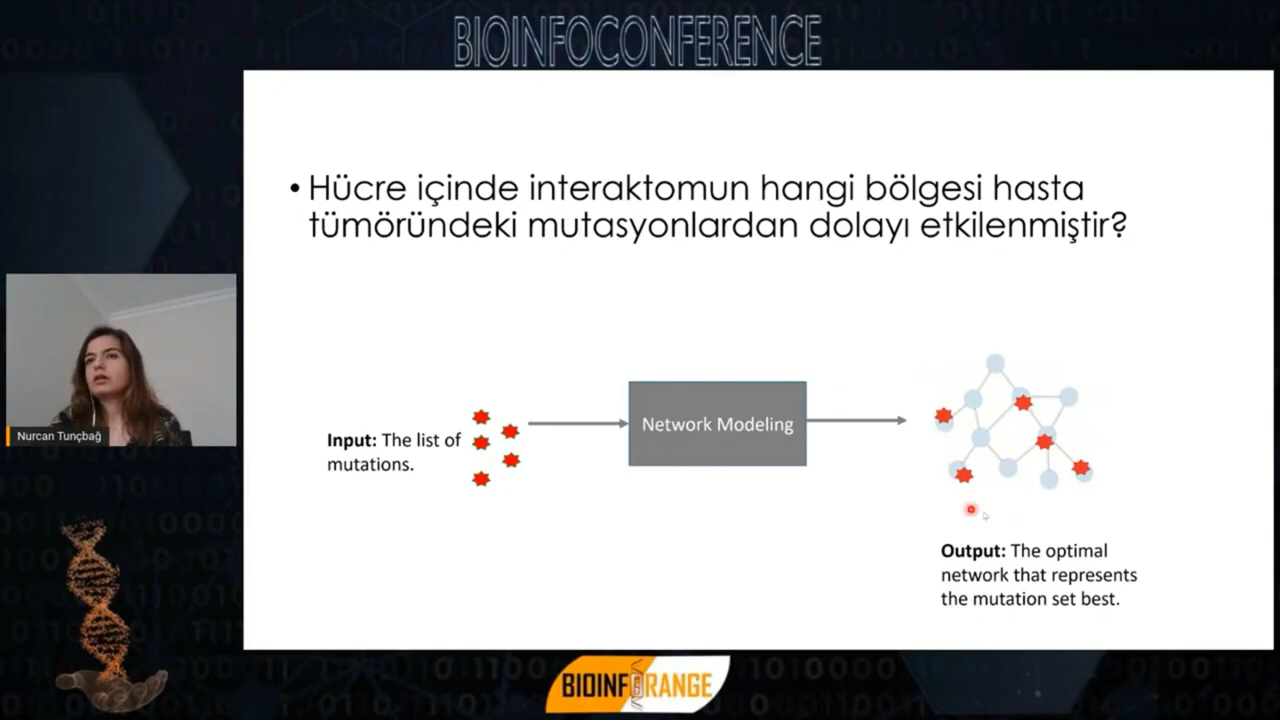 BIOINFOCONFERENCE
• Hücre içinde interaktomun hangi bölgesi hasta
tümöründeki mutasyonlardan dolayı etkilenmiştir?
Network Modeling
Input: The list of
mutations.
Nurcan Tunçbağ
Output: The optimal
network that represents
the mutation set best.
BIOINFORANGE